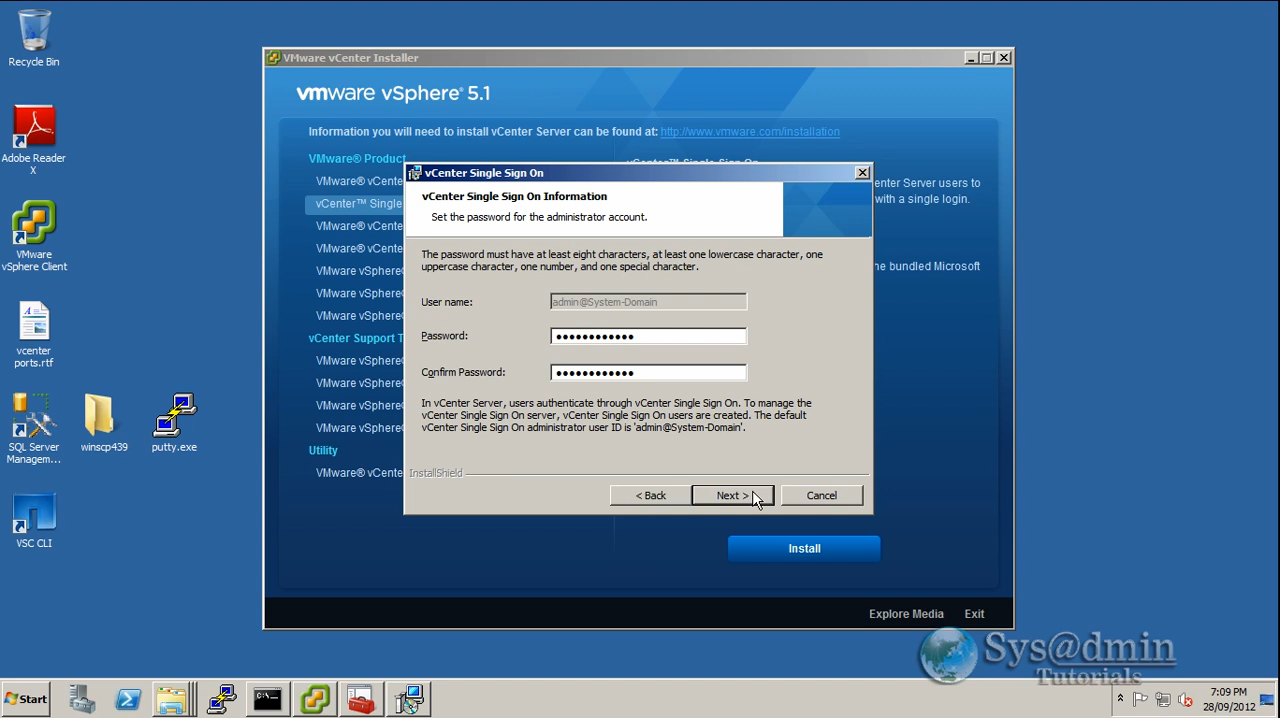 Recycle Bin
Adobe Reader
X
VMware
vSphere Client
vcenter
ports.rtf
SQL Server
Managem...
winscp439
putty.exe
VSC CLI
VMware vCenter Installer
vmware vSphere® 5.1
Information you will need to install vCenter Server can be found at: http://www.vmware.com/installation
VMware® Product
VMware® vCente
vCenter™ Single
VMware® vCente
VMware® vCente
VMware vSphere®
VMware vSphere®
VMware vSphere®
vCenter Support T
VMware vSphere®
VMware vSphere®
VMware vSphere®
VMware vSphere®
Utility
VMware® vCente
vCenter™ Single Sign On
enter Server users to
with a single login.
he bundled Microsoft
vCenter Single Sign On
vCenter Single Sign On Information
Set the password for the administrator account.
The password must have at least eight characters, at least one lowercase character, one
uppercase character, one number, and one special character.
User name:
admin@System-Domain
Password:
Confirm Password:
In vCenter Server, users authenticate through vCenter Single Sign On. To manage the
vCenter Single Sign On server, vCenter Single Sign On users are created. The default
vCenter Single Sign On administrator user ID is 'admin@System-Domain'.
InstallShield
< Back
Next >
Cancel
Install
Explore Media
Exit
Sys@dmin
Tutorials
Start
7:09 PM
28/09/2012